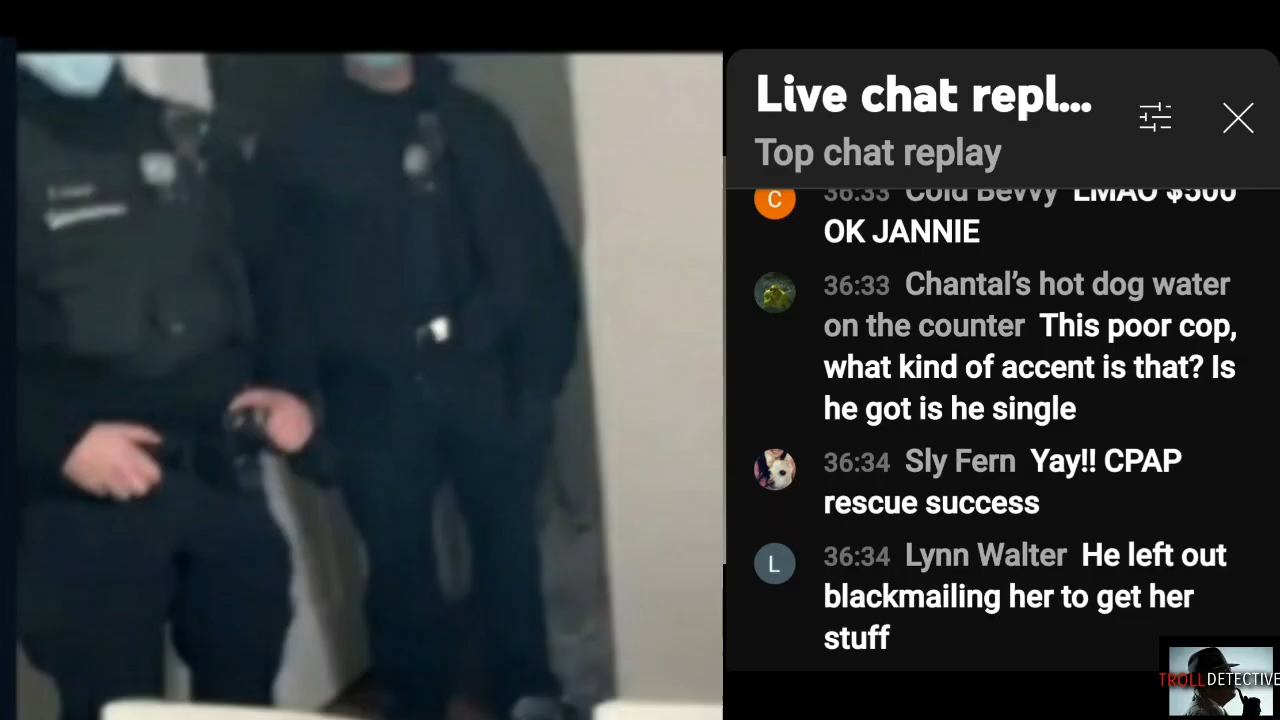 Live chat repl...
Top chat replay
C
36:33 Cold Bevvy LMAO $500
OK JANNIE
36:33 Chantal’s hot dog water
on the counter This poor cop,
what kind of accent is that? Is
he got is he single
36:34 Sly Fern Yay!! CPAP
rescue success
L
36:34 Lynn Walter He left out
blackmailing her to get her
stuff
TROLLDETECTIVE